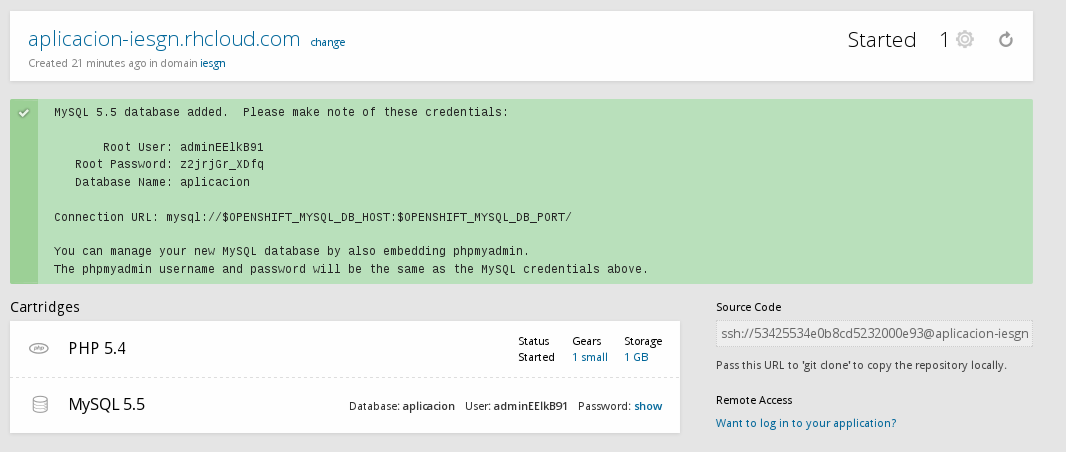 aplicacion-iesgn.rhcloud.com change
Started 1
Created 21 minutes ago in domain iesgn
MySQL 5.5 database added. Please make note of these credentials:
Root User: adminEElkB91
Root Password: z2jrjGr_XDfq
Database Name: aplicacion
Connection URL: mysql://$OPENSHIFT_MYSQL_DB_HOST:$OPENSHIFT_MYSQL_DB_PORT/
You can manage your new MySQL database by also embedding phpmyadmin.
The phpmyadmin username and password will be the same as the MySQL credentials above.
Cartridges
php
PHP 5.4
Status Gears Storage
Started 1 small 1 GB
MySQL 5.5
Database: aplicacion User: adminEElkB91 Password: show
Source Code
ssh://53425534e0b8cd5232000e93@aplicacion-iesgn
Pass this URL to 'git clone' to copy the repository locally.
Remote Access
Want to log in to your application?